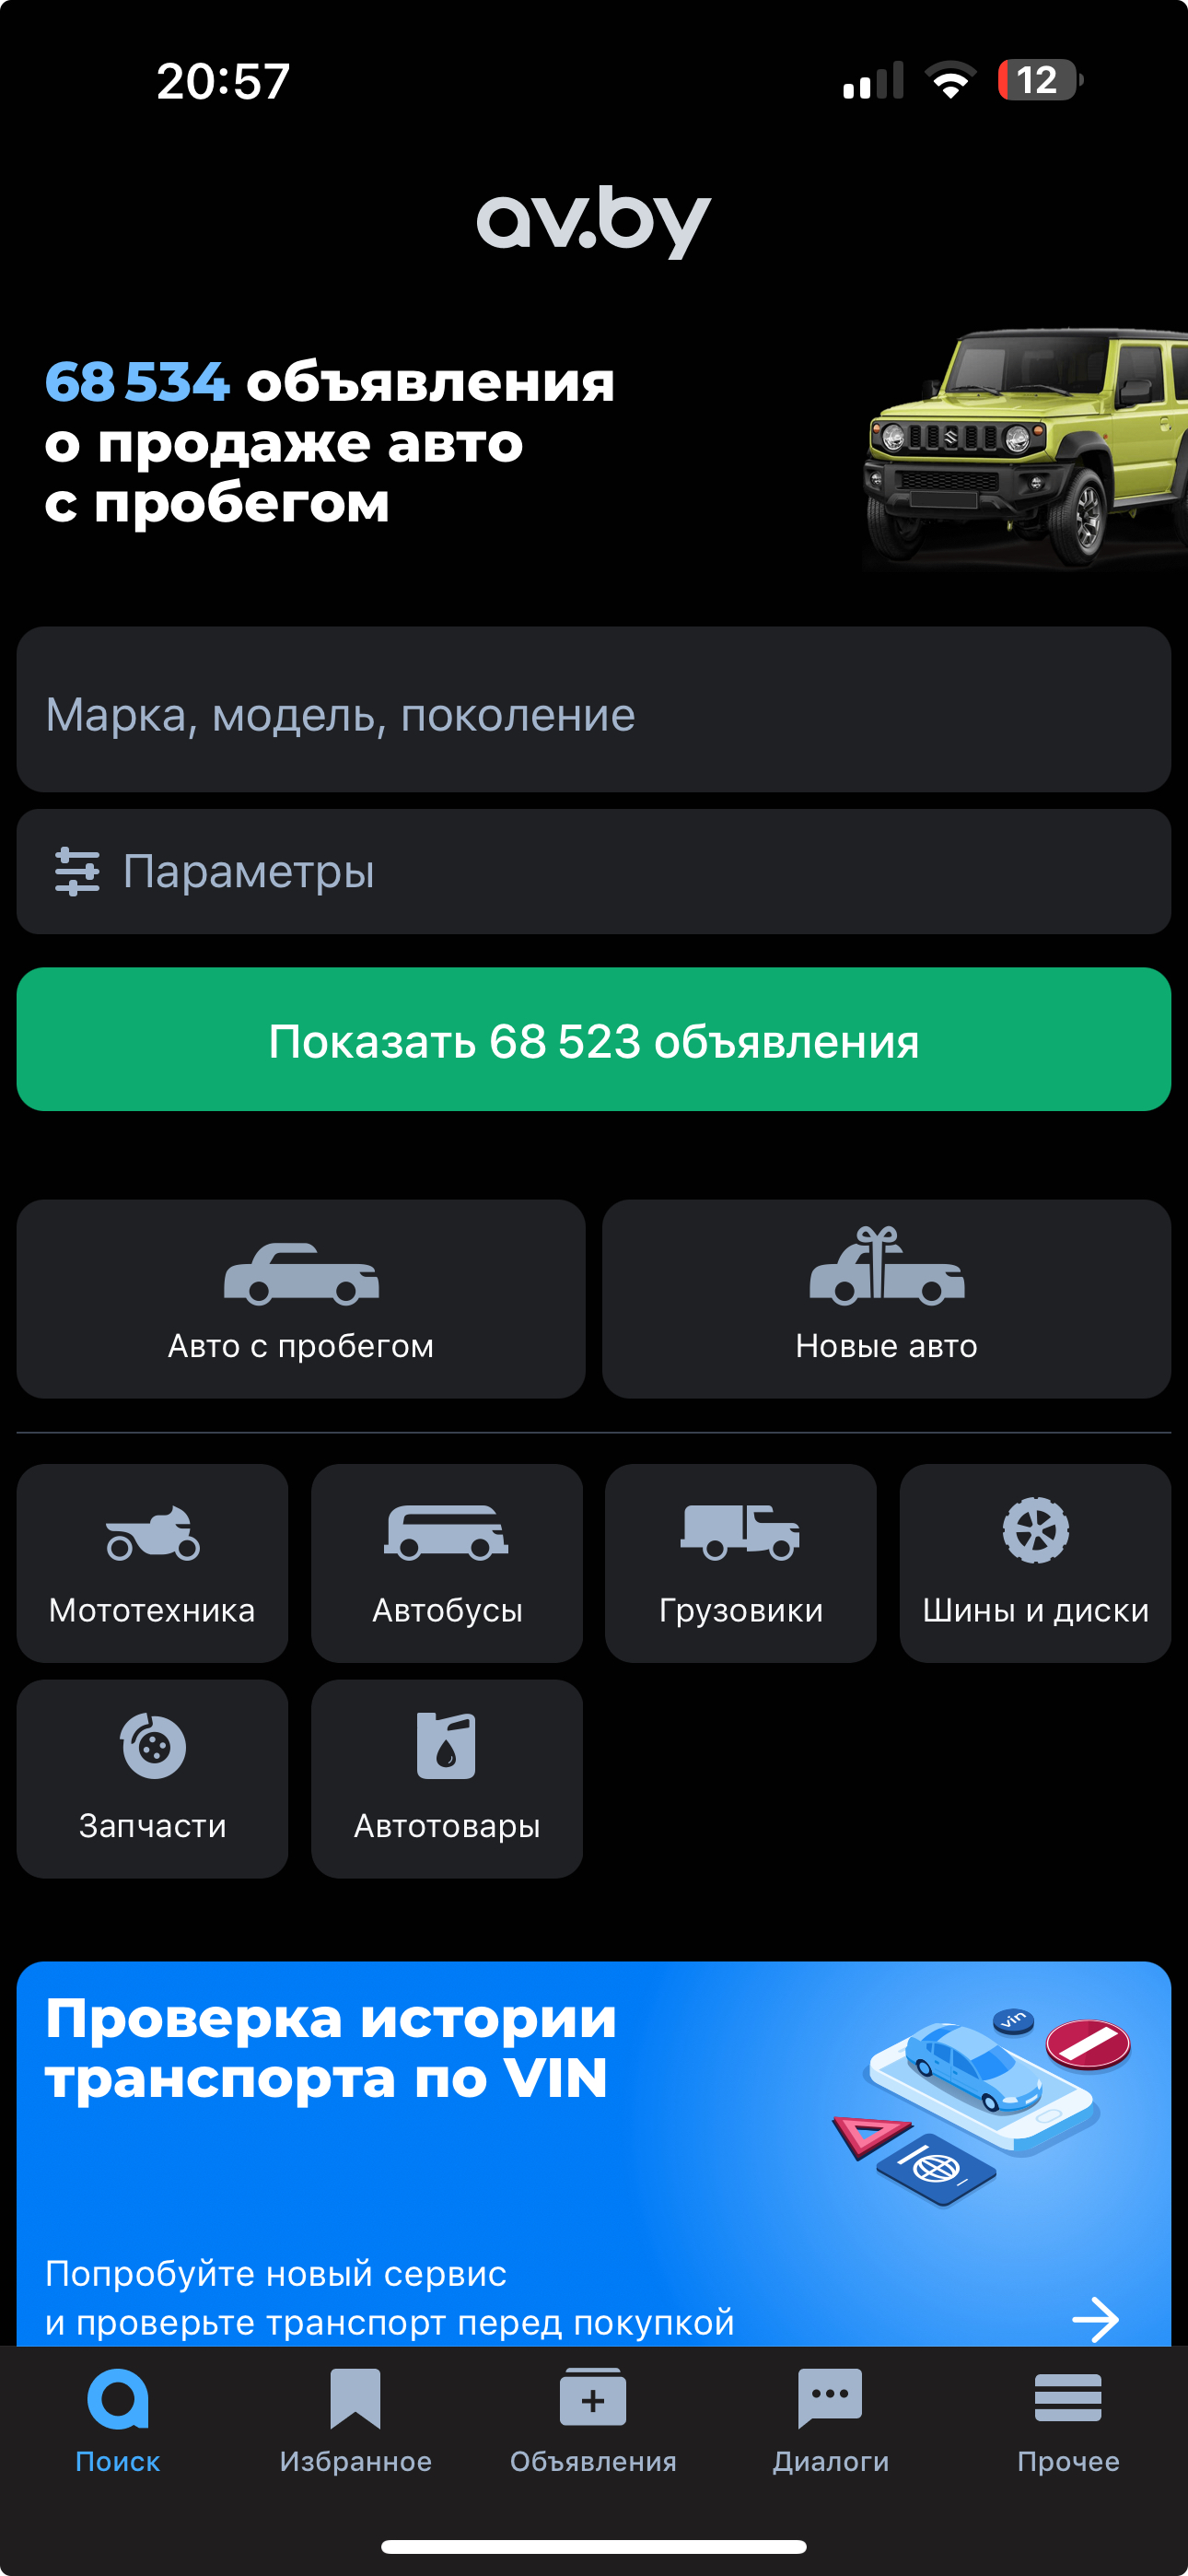 20:57
12
av.by
68 534 объявления
о продаже авто
с пробегом
Марка, модель, поколение
Параметры
Показать 68 523 объявления
Авто с пробегом
Новые авто
Мототехника
Автобусы
Грузовики
Шины и диски
Запчасти
Автотовары
Проверка истории
транспорта по VIN
vin
Попробуйте новый сервис
и проверьте транспорт перед покупкой
Поиск
Избранное
Объявления
Диалоги
Прочее